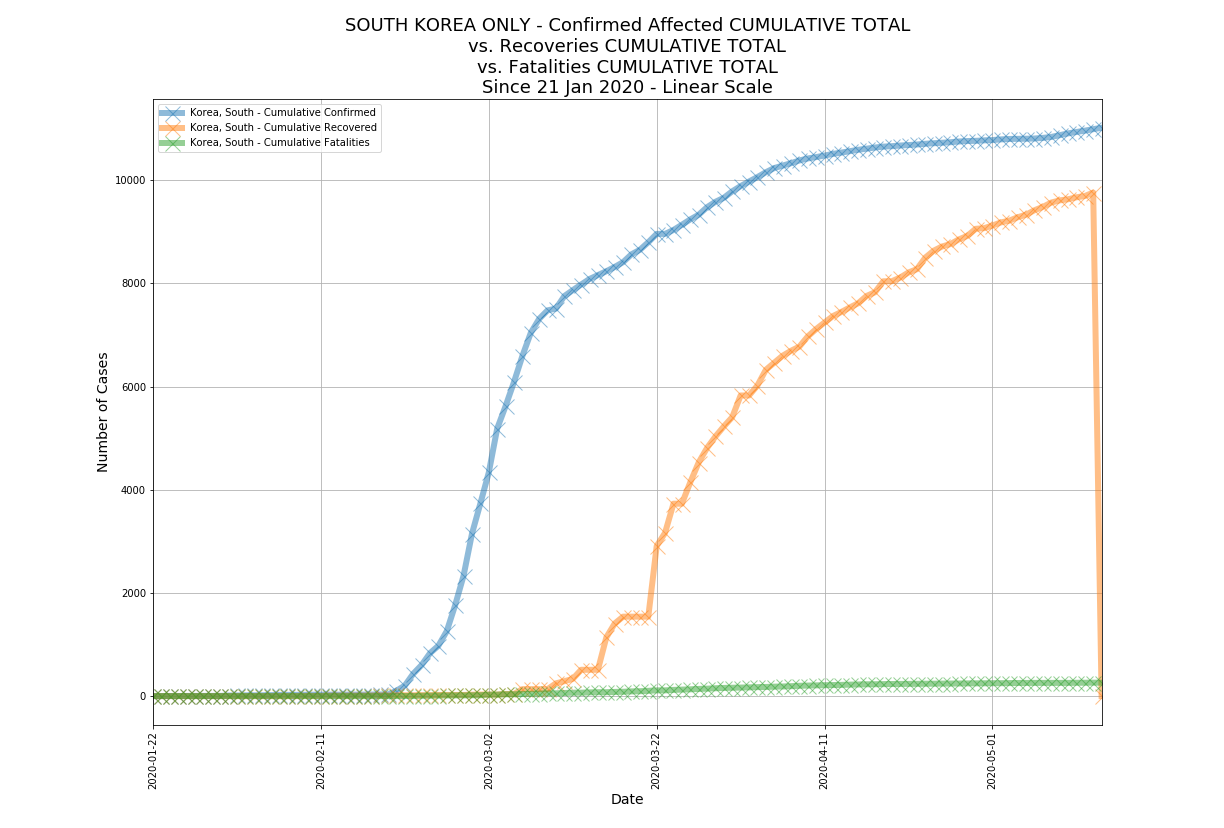 SOUTH KOREA ONLY - Confirmed Affected CUMULATIVE TOTAL
vs. Recoveries CUMULATIVE TOTAL
vs. Fatalities CUMULATIVE TOTAL
Since 21 Jan 2020 - Linear Scale
Korea, South - Cumulative Confirmed
Korea, South - Cumulative Recovered
Korea, South - Cumulative Fatalities
Number of Cases
10000
8000
6000
4000
2000
0
2020-01-22
2020-02-11
2020-03-02
2020-03-22
2020-04-11
2020-05-01
Date